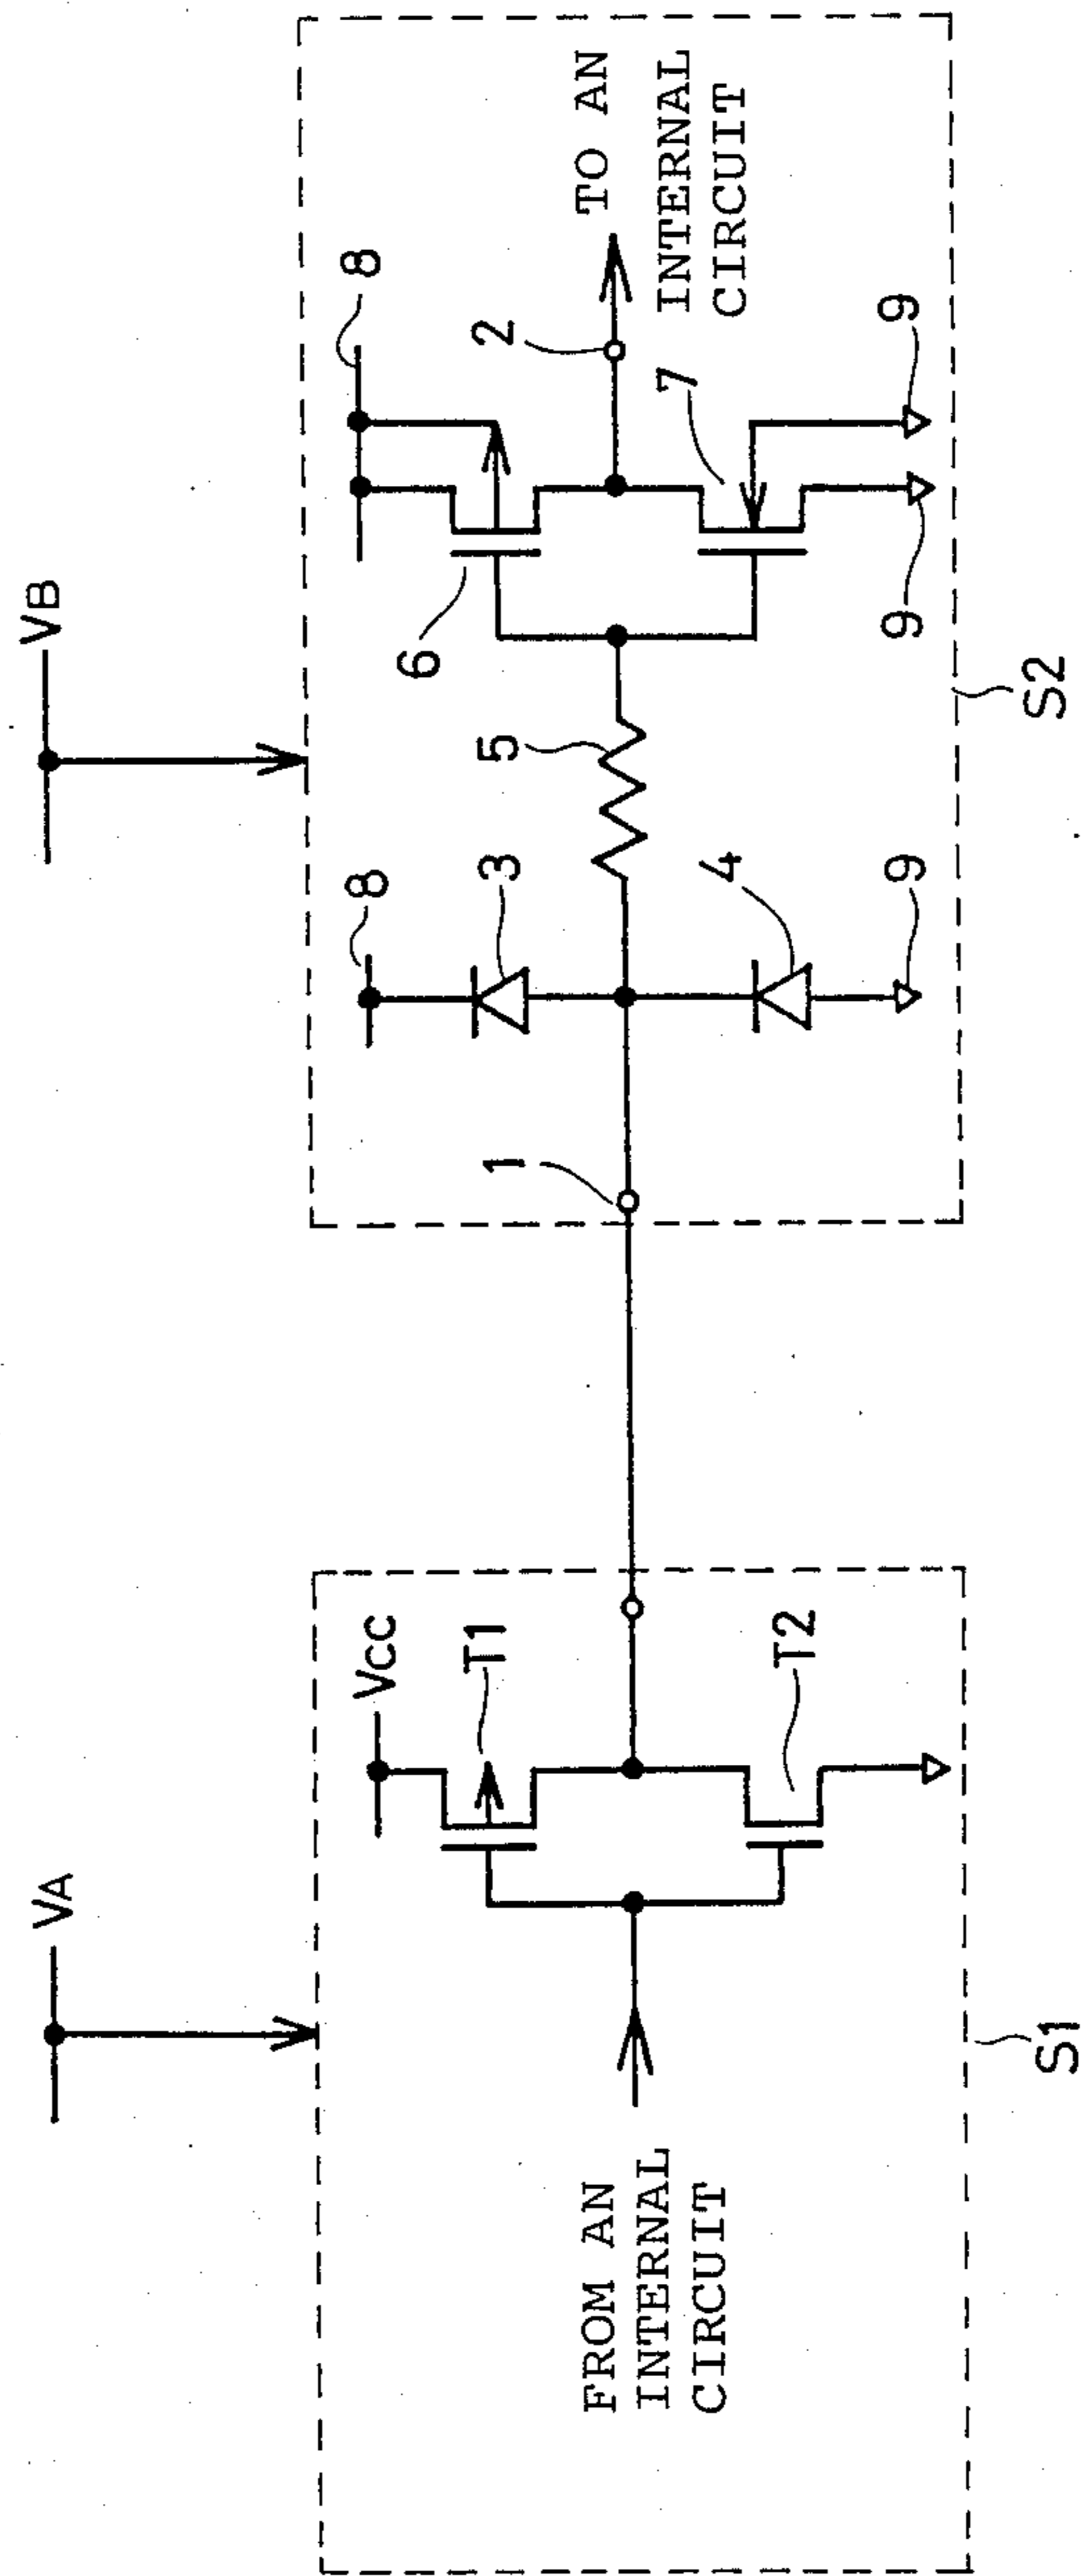 VA
VB
VCC
T1
T2
FROM AN
INTERNAL
CIRCUIT
S1
1
8
3
4
9
5
6
8
2
7
9
9
TO AN
INTERNAL
CIRCUIT
S2